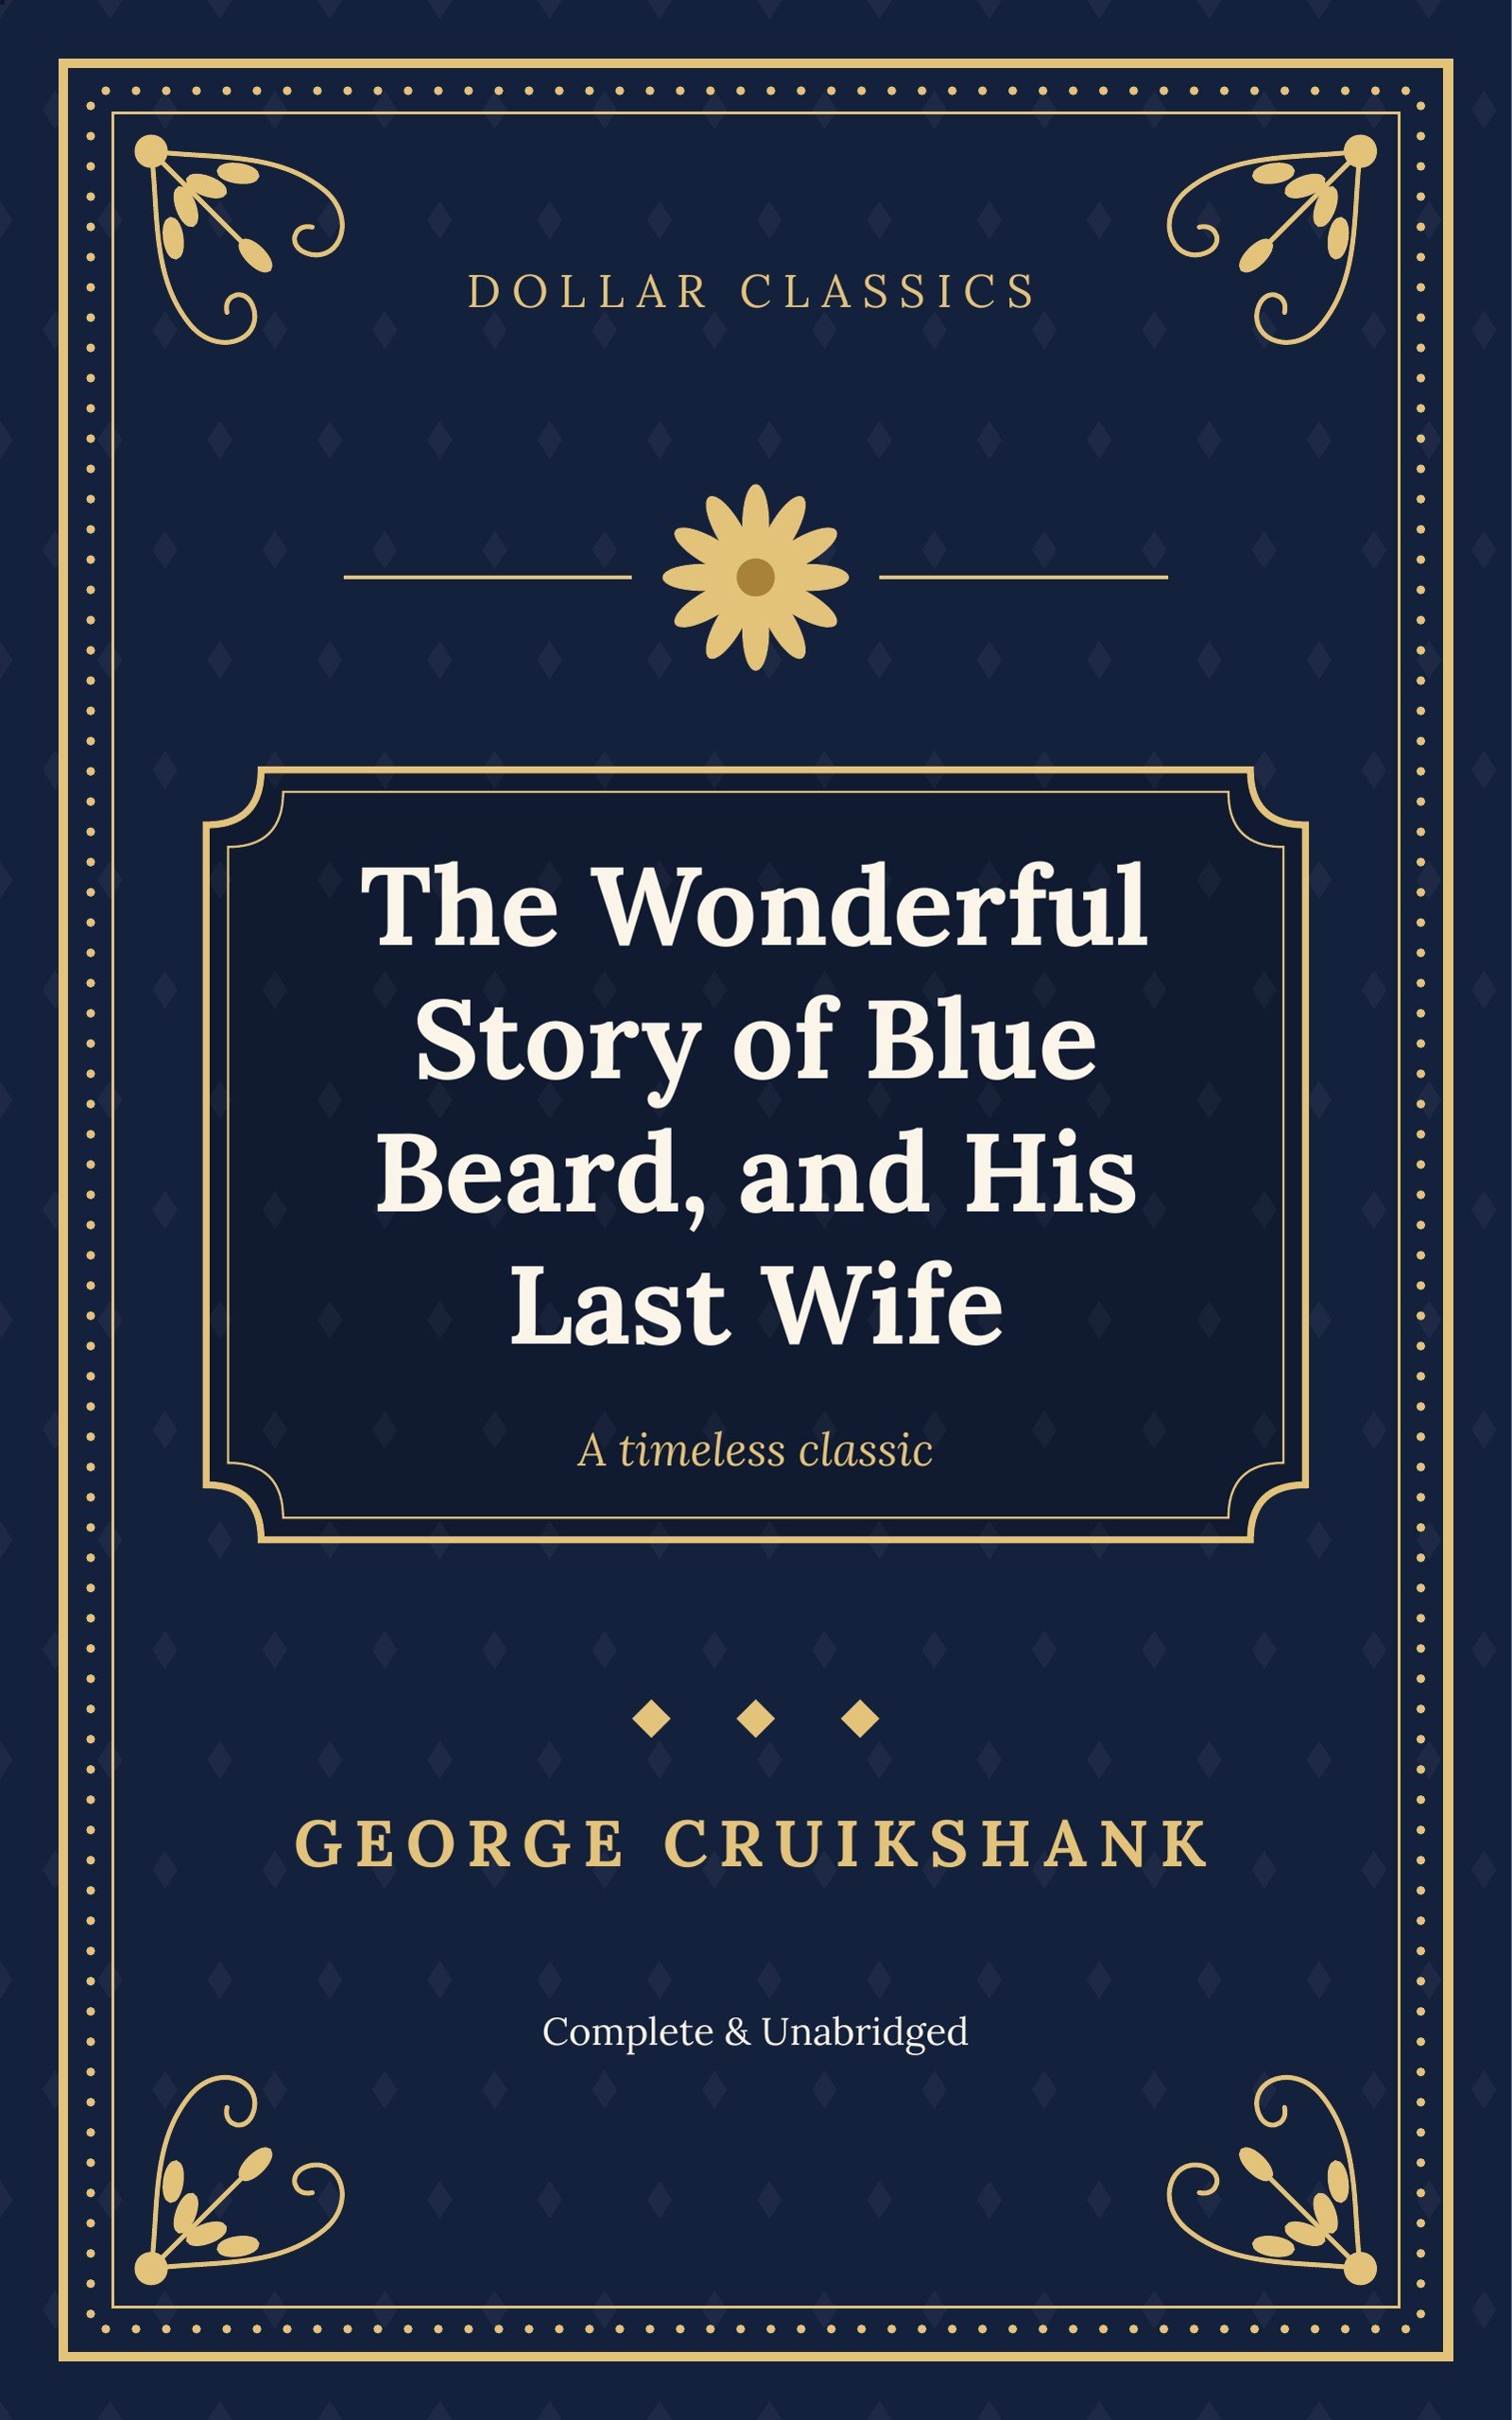 DOLLAR CLASSICS
The Wonderful
Story of Blue
Beard, and His
Last Wife
A timeless classic
GEORGE CRUIKSHANK
Complete & Unabridged